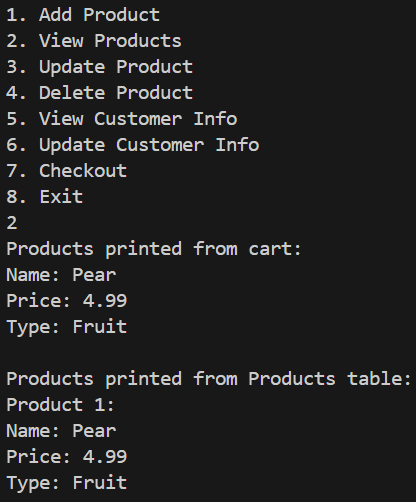 1. Add Product
2. View Products
3. Update Product
4. Delete Product
5. View Customer Info
6. Update Customer Info
7. Checkout
8. Exit
2
Products printed from cart:
Name: Pear
Price: 4.99
Type: Fruit

Products printed from Products table:
Product 1:
Name: Pear
Price: 4.99
Type: Fruit